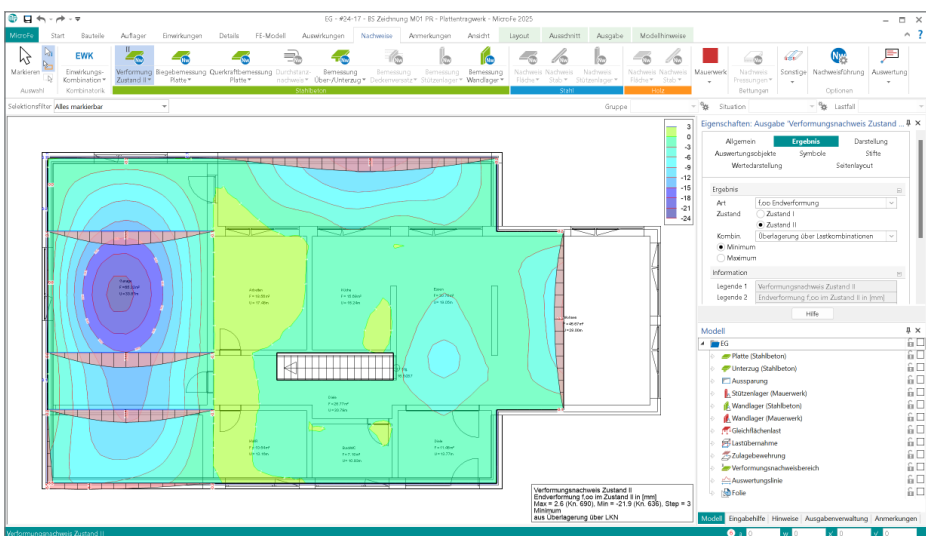 EG - #24-17 - BS Zeichnung M01 PR - Plattentragwerk - MicroFe 2025
MicroFe Start Bauteile Auflager Einwirkungen Details FE-Modell Auswirkungen Nachweise Anmerkungen Ansicht Layout Ausschnitt Ausgabe Modellhinweise
EWK
Markieren Einwirkungs- Verformung Biegebemessung Querkraftbemessung Durchstanz- Bemessung Bemessung Bemessung Bemessung Nachweis Nachweis Nachweis Nachweis Nachweis Mauerwerk Nachweis Sonstige Nachweisführung Auswertung
Kombination Zustand II Platte Platte nachweis Über-/Unterzug Deckenversatz Stützenlager Wandlager Fläche Stab Stützenlager Fläche Stab Pressungen
Auswahl Kombinatorik Stahlbeton Stahl Holz Bettungen Optionen
Selektionsfilter Alles markierbar Gruppe Situation Lastfall
3
0
-3
-6
-9
-12
-15
-18
-21
-24
Verformungsnachweis Zustand II
Endverformung f,oo im Zustand II in [mm]
Max = 2.6 (Kn. 690), Min = -21.9 (Kn. 636), Step = 3
Minimum
aus Überlagerung über LKN
Eigenschaften: Ausgabe 'Verformungsnachweis Zustand ...
Allgemein Ergebnis Darstellung
Auswertungsobjekte Symbole Stifte
Wertedarstellung Seitenlayout
Ergebnis
Art f,oo Endverformung
Zustand Zustand I
Zustand II
Kombin. Überlagerung über Lastkombinationen
Minimum
Maximum
Information
Legende 1 Verformungsnachweis Zustand II
Legende 2 Endverformung f,oo im Zustand II in [mm]
Hilfe
Modell
EG
Platte (Stahlbeton)
Unterzug (Stahlbeton)
Aussparung
Stützenlager (Mauerwerk)
Wandlager (Stahlbeton)
Wandlager (Mauerwerk)
Gleichflächenlast
Lastübernahme
Zulagebewehrung
Verformungsnachweisbereich
Auswertungslinie
Folie
Modell Eingabehilfe Hinweise Ausgabenverwaltung Anmerkungen
Verformungsnachweis Zustand II